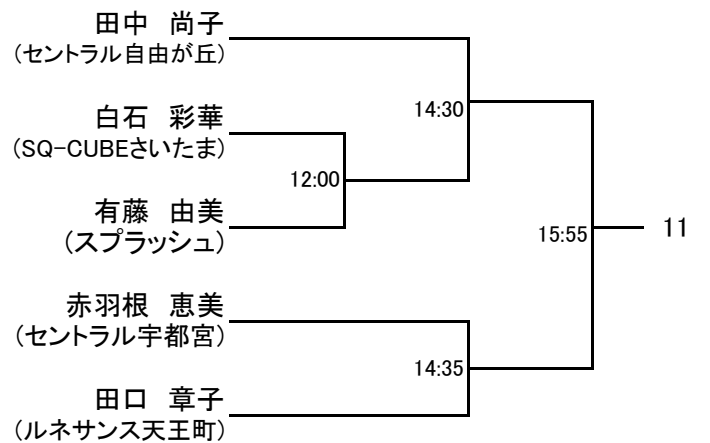 田中　尚子
(セントラル自由が丘)
14:30
白石　彩華
(SQ-CUBEさいたま)
12:00
有藤　由美
(スプラッシュ)
15:55
11
赤羽根　恵美
(セントラル宇都宮)
14:35
田口　章子
(ルネサンス天王町)